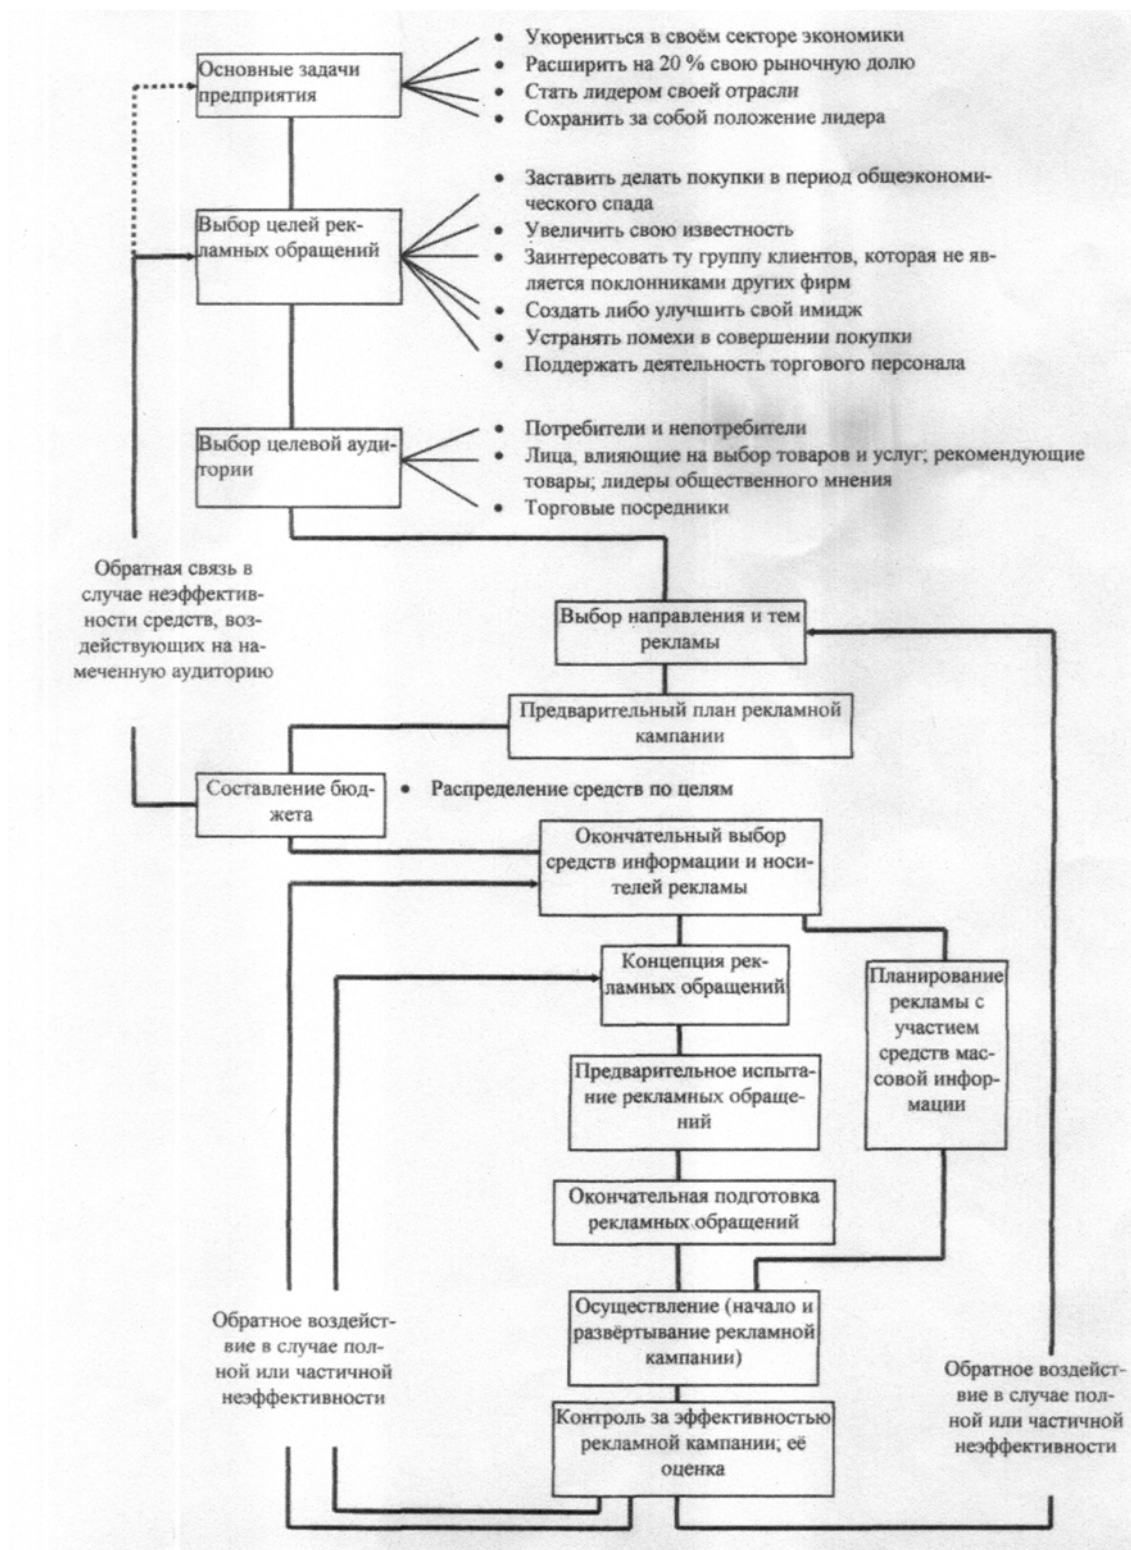 Основные задачи
предприятия
• Укорениться в своём секторе экономики
• Расширить на 20 % свою рыночную долю
• Стать лидером своей отрасли
• Сохранить за собой положение лидера
Выбор целей рек-
ламных обращений
• Заставить делать покупки в период общеэкономи-
ческого спада
• Увеличить свою известность
• Заинтересовать ту группу клиентов, которая не яв-
ляется поклонниками других фирм
• Создать либо улучшить свой имидж
• Устранять помехи в совершении покупки
• Поддержать деятельность торгового персонала
Выбор целевой ауди-
тории
• Потребители и непотребители
• Лица, влияющие на выбор товаров и услуг; рекомендующие
товары; лидеры общественного мнения
• Торговые посредники
Обратная связь в
случае неэффектив-
ности средств, воз-
действующих на на-
меченную аудиторию
Выбор направления и тем
рекламы
Предварительный план рекламной
кампании
Составление бюд-
жета
• Распределение средств по целям
Окончательный выбор
средств информации и носи-
телей рекламы
Концепция рек-
ламных обращений
Планирование
рекламы с
участием
средств мас-
совой инфор-
мации
Предварительное испыта-
ние рекламных обраще-
ний
Окончательная подготовка
рекламных обращений
Осуществление (начало и
развёртывание рекламной
кампании)
Обратное воздейст-
вие в случае пол-
ной или частичной
неэффективности
Контроль за эффективностью
рекламной кампании; её
оценка
Обратное воздейст-
вие в случае пол-
ной или частичной
неэффективности